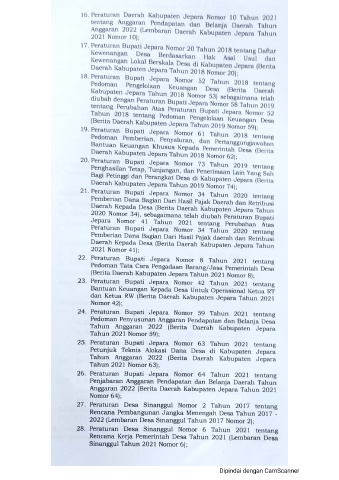 16. Peraturan Daerah Kabupaten Jepara Nomor 10 Tahun 2021
tentang Anggaran Pendapatan dan Belanja Daerah Tahun
Anggaran 2022 (Lembaran Daerah Kabupaten Jepara Tahun
2021 Nomor 10);
17. Peraturan Bupati Jepara Nomor 20 Tahun 2018 tentang Daftar
Kewenangan Desa Berdasarkan Hak Asal Usul dan
Kewenangan Lokal Berskala Desa di Kabupaten Jepara (Berita
Daerah Kabupaten Jepara Tahun 2018 Nomor 20);
18. Peraturan Bupati Jepara Nomor 52 Tahun 2018 tentang
Pedoman Pengelolaan Keuangan Desa (Berita Daerah
Kabupaten Jepara Tahun 2018 Nomor 53) sebagaimana telah
diubah dengan Peraturan Bupati Jepara Nomor 58 Tahun 2019
tentang Perubahan Atas Peraturan Bupati Jepara Nomor 52
Tahun 2018 tentang Pedoman Pengelolaan Keuangan Desa
(Berita Daerah Kabupaten Jepara Tahun 2019 Nomor 59);
19. Peraturan Bupati Jepara Nomor 61 Tahun 2018 tentang
Pedoman Pemberian, Penyaluran, dan Pertanggungjawaban
Bantuan Keuangan Khusus Kepada Pemerintah Desa (Berita
Daerah Kabupaten Jepara Tahun 2018 Nomor 62);
20. Peraturan Bupati Jepara Nomor 73 Tahun 2019 tentang
Penghasilan Tetap, Tunjangan, dan Penerimaan Lain Yang Sah
Bagi Petinggi dan Perangkat Desa di Kabupaten Jepara (Berita
Daerah Kabupaten Jepara Tahun 2019 Nomor 74);
21. Peraturan Bupati Jepara Nomor 34 Tahun 2020 tentang
Pemberian Dana Bagian Dari Hasil Pajak Daerah dan Retribusi
Daerah Kepada Desa (Berita Daerah Kabupaten Jepara Tahun
2020 Nomor 34), sebagaimana telah diubah Peraturan Bupati
Jepara Nomor 41 Tahun 2021 tentang Perubahan Atas
Peraturan Bupati Jepara Nomor 34 Tahun 2020 tentang
Pemberian Dana Bagian Dari Hasil Pajak daerah dan Retribusi
Daerah Kepada Desa (Berita Daerah Kabupaten Jepara Tahun
2021 Nomor 41);
22. Peraturan Bupati Jepara Nomor 8 Tahun 2021 tentang
Pedoman Tata Cara Pengadaan Barang/Jasa Pemerintah Desa
(Berita Daerah Kabupaten Jepara Tahun 2021 Nomor 8);
23. Peraturan Bupati Jepara Nomor 42 Tahun 2021 tentang
Bantuan Keuangan Kepada Desa Untuk Operasional Ketua RT
dan Ketua RW (Berita Daerah Kabupaten Jepara Tahun 2021
Nomor 42);
24. Peraturan Bupati Jepara Nomor 59 Tahun 2021 tentang
Pedoman Penyusunan Anggaran Pendapatan dan Belanja Desa
Tahun Anggaran 2022 (Berita Daerah Kabupaten Jepara
Tahun 2021 Nomor 59);
25. Peraturan Bupati Jepara Nomor 63 Tahun 2021 tentang
Petunjuk Teknis Alokasi Dana Desa di Kabupaten Jepara
Tahun Anggaran 2022 (Berita Daerah Kabupaten Jepara
Tahun 2021 Nomor 63);
26. Peraturan Bupati Jepara Nomor 64 Tahun 2021 tentang
Penjabaran Anggaran Pendapatan dan Belanja Daerah Tahun
Anggaran 2022 (Berita Daerah Kabupaten Jepara Tahun 2021
Nomor 64);
27. Peraturan Desa Sinanggul Nomor 2 Tahun 2017 tentang
Rencana Pembangunan Jangka Menengah Desa Tahun 2017 -
2022 (Lembaran Desa Sinanggul Tahun 2017 Nomor 2);
28. Peraturan Desa Sinanggul Nomor 6 Tahun 2021 tentang
Rencana Kerja Pemerintah Desa Tahun 2021 (Lembaran Desa
Sinanggul Tahun 2021 Nomor 6);
Dipindai dengan CamScanner